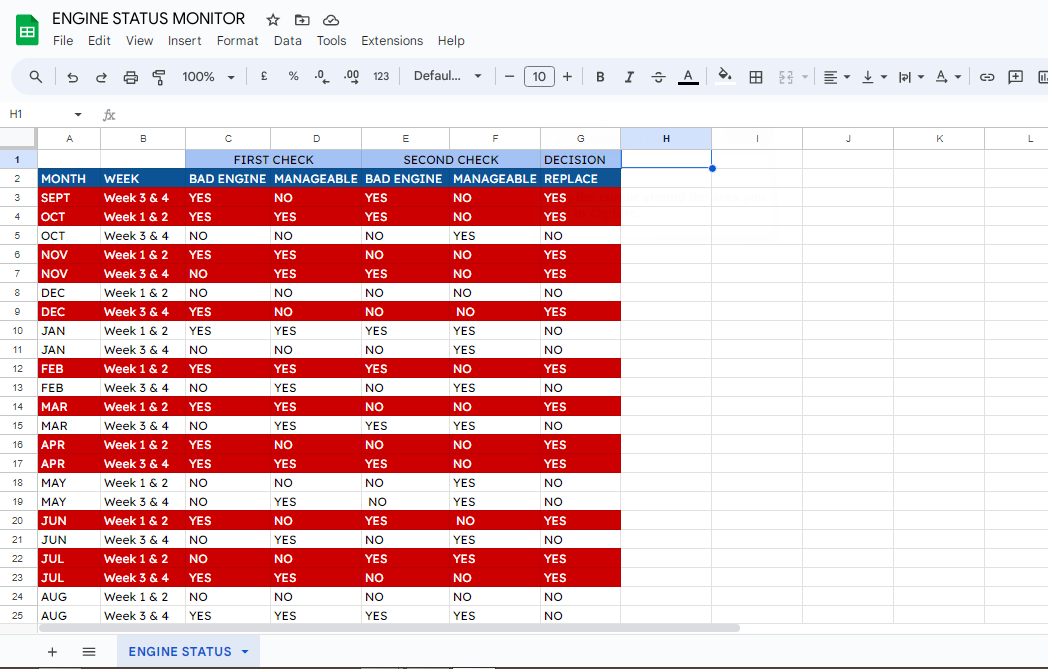 ENGINE STATUS MONITOR
File Edit View Insert Format Data Tools Extensions Help
100% £ % .0 .00 123 Defaul... 10 B I S A A
H1 fx
A B C D E F G H I J K L
1 FIRST CHECK SECOND CHECK DECISION
2 MONTH WEEK BAD ENGINE MANAGEABLE BAD ENGINE MANAGEABLE REPLACE
3 SEPT Week 3 & 4 YES NO YES NO YES
4 OCT Week 1 & 2 YES YES YES NO YES
5 OCT Week 3 & 4 NO NO NO YES NO
6 NOV Week 1 & 2 YES YES NO NO YES
7 NOV Week 3 & 4 NO YES YES NO YES
8 DEC Week 1 & 2 NO NO NO NO NO
9 DEC Week 3 & 4 YES NO NO NO YES
10 JAN Week 1 & 2 YES YES YES YES NO
11 JAN Week 3 & 4 NO NO NO YES NO
12 FEB Week 1 & 2 YES YES YES NO YES
13 FEB Week 3 & 4 NO YES NO YES NO
14 MAR Week 1 & 2 YES YES NO NO YES
15 MAR Week 3 & 4 NO YES YES YES NO
16 APR Week 1 & 2 YES NO NO NO YES
17 APR Week 3 & 4 YES YES YES NO YES
18 MAY Week 1 & 2 NO NO NO YES NO
19 MAY Week 3 & 4 NO YES NO YES NO
20 JUN Week 1 & 2 YES NO YES NO YES
21 JUN Week 3 & 4 NO YES NO YES NO
22 JUL Week 1 & 2 NO NO YES YES YES
23 JUL Week 3 & 4 YES YES NO NO YES
24 AUG Week 1 & 2 NO NO NO NO NO
25 AUG Week 3 & 4 YES YES YES YES NO
ENGINE STATUS